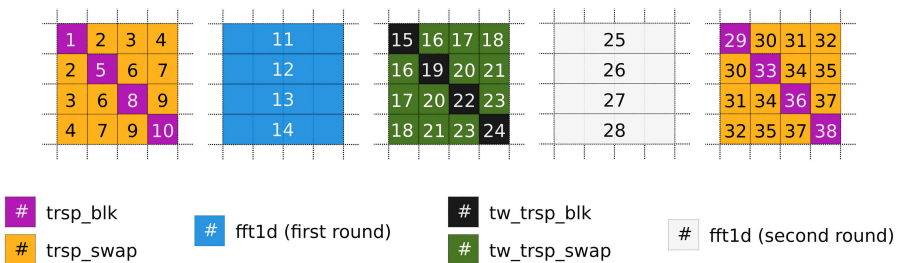 1 2 3 4 11 15 16 17 18 25 29 30 31 32
2 5 6 7 12 16 19 20 21 26 30 33 34 35
3 6 8 9 13 17 20 22 23 27 31 34 36 37
4 7 9 10 14 18 21 23 24 28 32 35 37 38
# trsp_blk
# trsp_swap
# fft1d (first round)
# tw_trsp_blk
# tw_trsp_swap
# fft1d (second round)